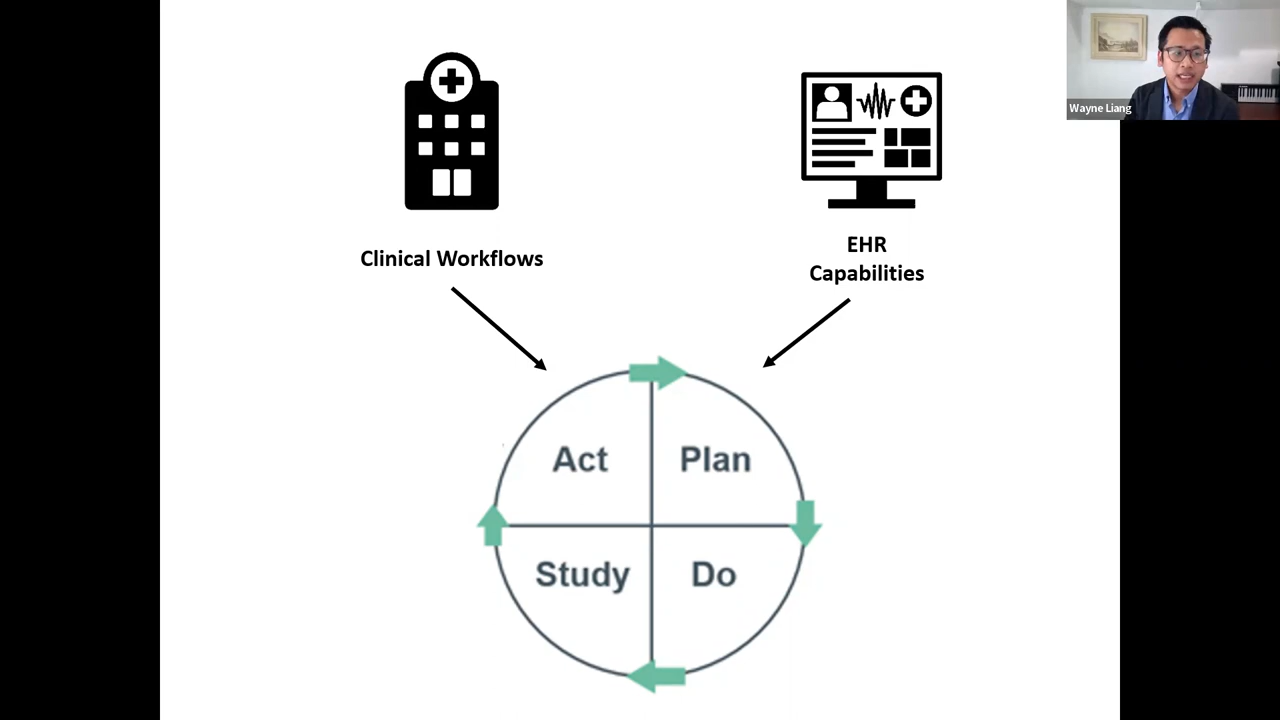 Wayne Liang
Clinical Workflows
EHR
Capabilities
Act
Plan
Study
Do